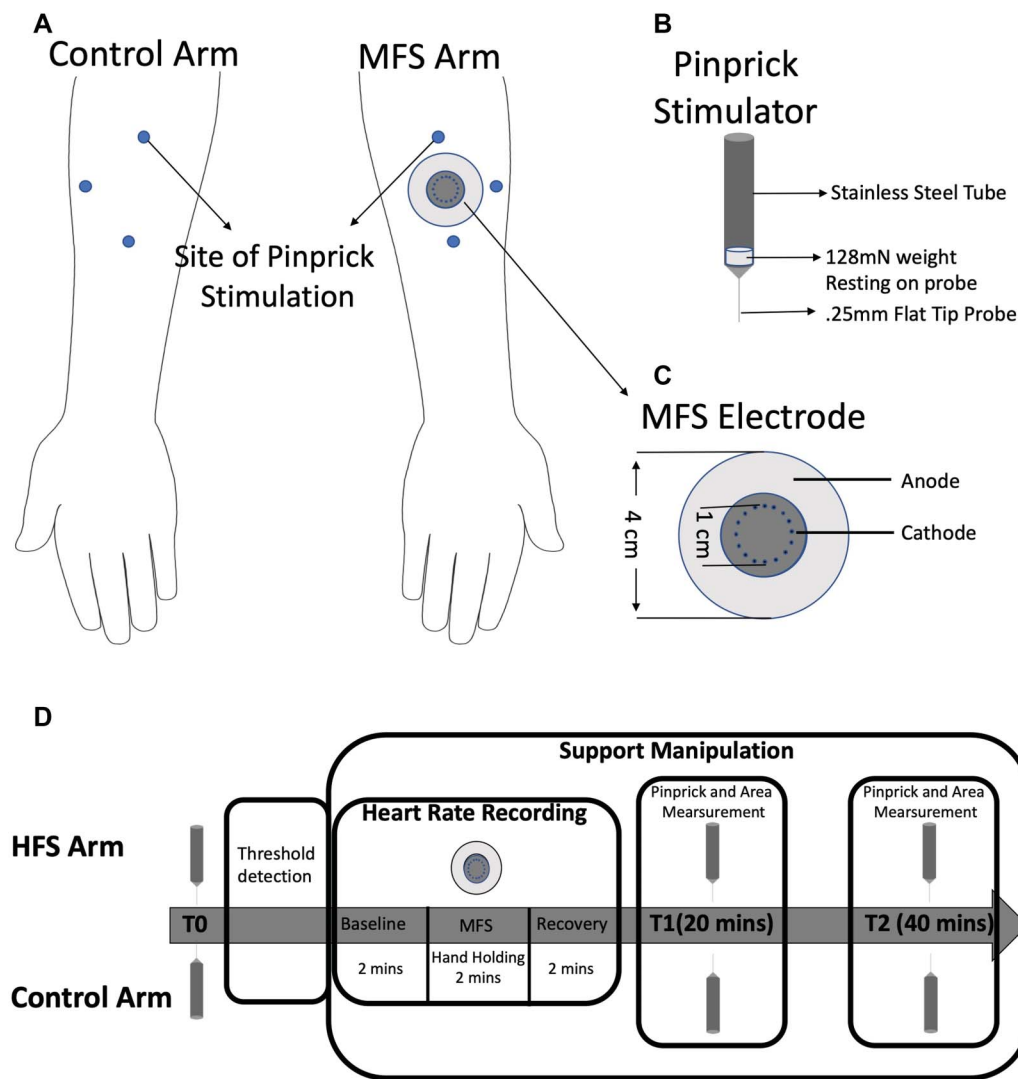 A
Control Arm
MFS Arm
Site of Pinprick
Stimulation
B
Pinprick
Stimulator
Stainless Steel Tube
128mN weight
Resting on probe
.25mm Flat Tip Probe
C
MFS Electrode
4 cm
1 cm
Anode
Cathode
D
Support Manipulation
HFS Arm
Control Arm
T0
Threshold
detection
Heart Rate Recording
Baseline
MFS
Recovery
2 mins
Hand Holding
2 mins
2 mins
Pinprick and Area
Mearsurement
T1(20 mins)
Pinprick and Area
Mearsurement
T2 (40 mins)